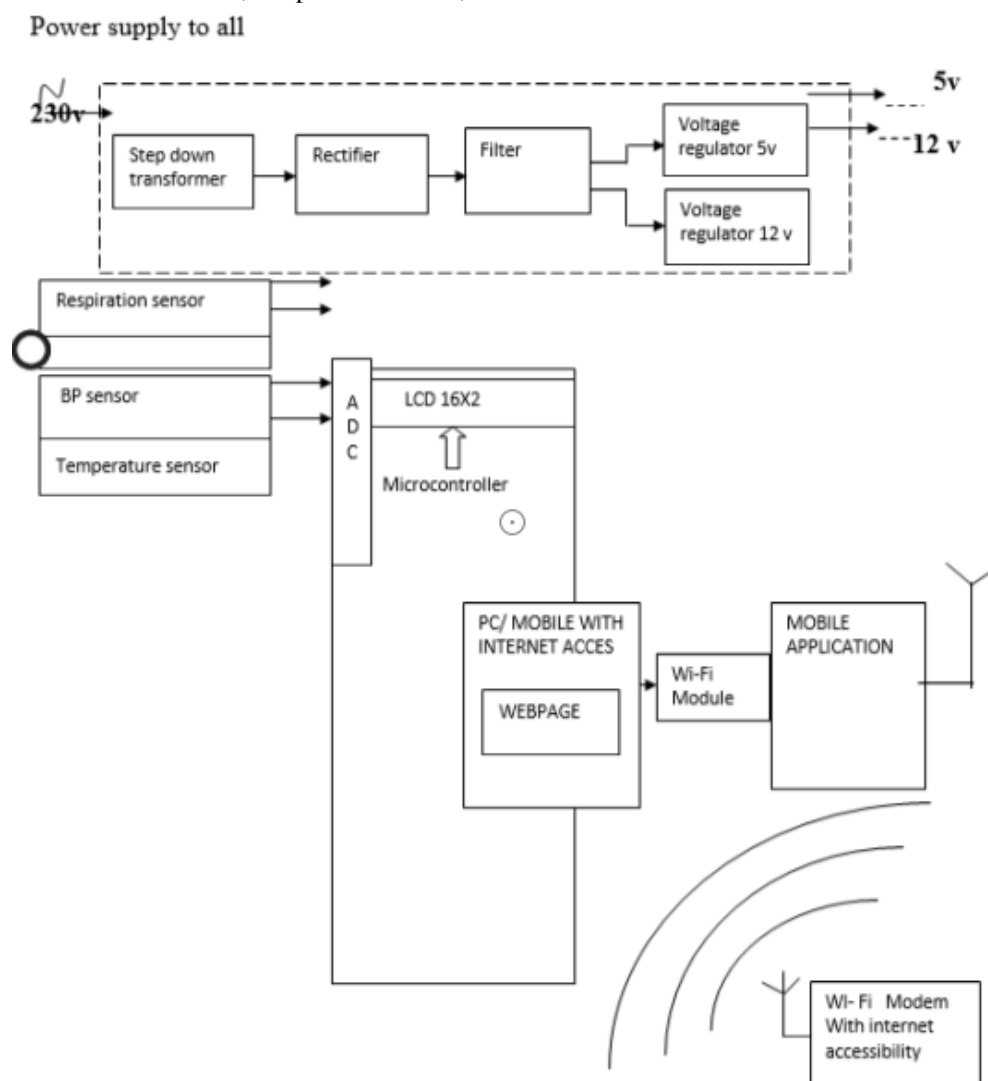 Power supply to all
230v
5v
12 v
Step down
transformer
Rectifier
Filter
Voltage
regulator 5v
Voltage
regulator 12 v
Respiration sensor
BP sensor
Temperature sensor
A
D
C
LCD 16X2
Microcontroller
PC/ MOBILE WITH
INTERNET ACCES
WEBPAGE
Wi-Fi
Module
MOBILE
APPLICATION
WI- Fi Modem
With internet
accessibility